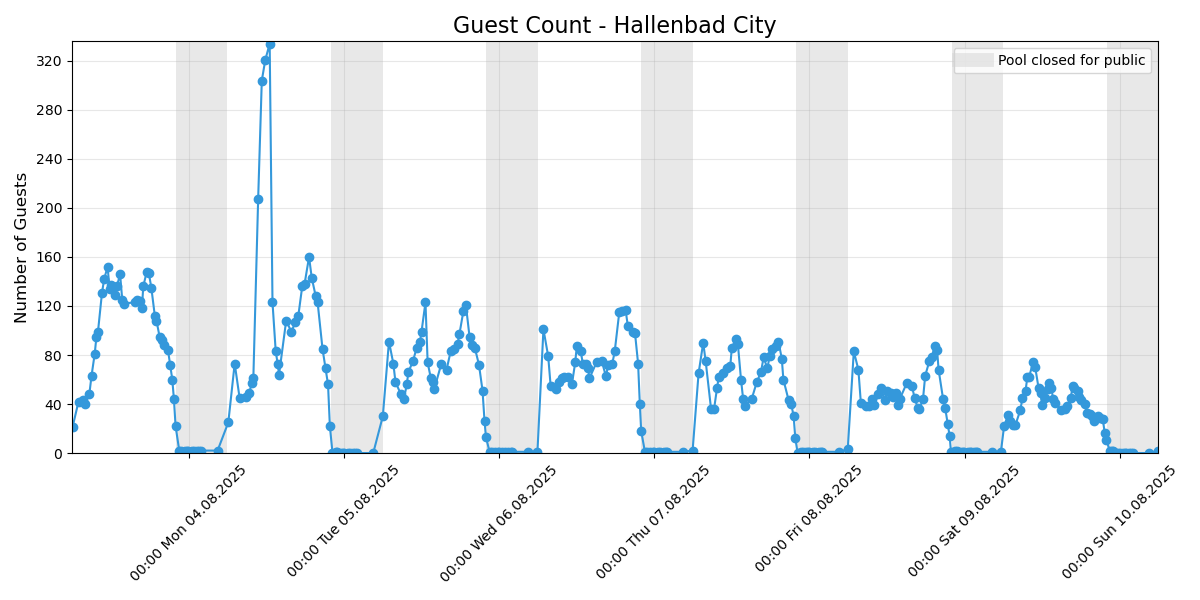 Guest Count - Hallenbad City
Pool closed for public
Number of Guests
320
280
240
200
160
120
80
40
0
00:00 Mon 04.08.2025
00:00 Tue 05.08.2025
00:00 Wed 06.08.2025
00:00 Thu 07.08.2025
00:00 Fri 08.08.2025
00:00 Sat 09.08.2025
00:00 Sun 10.08.2025